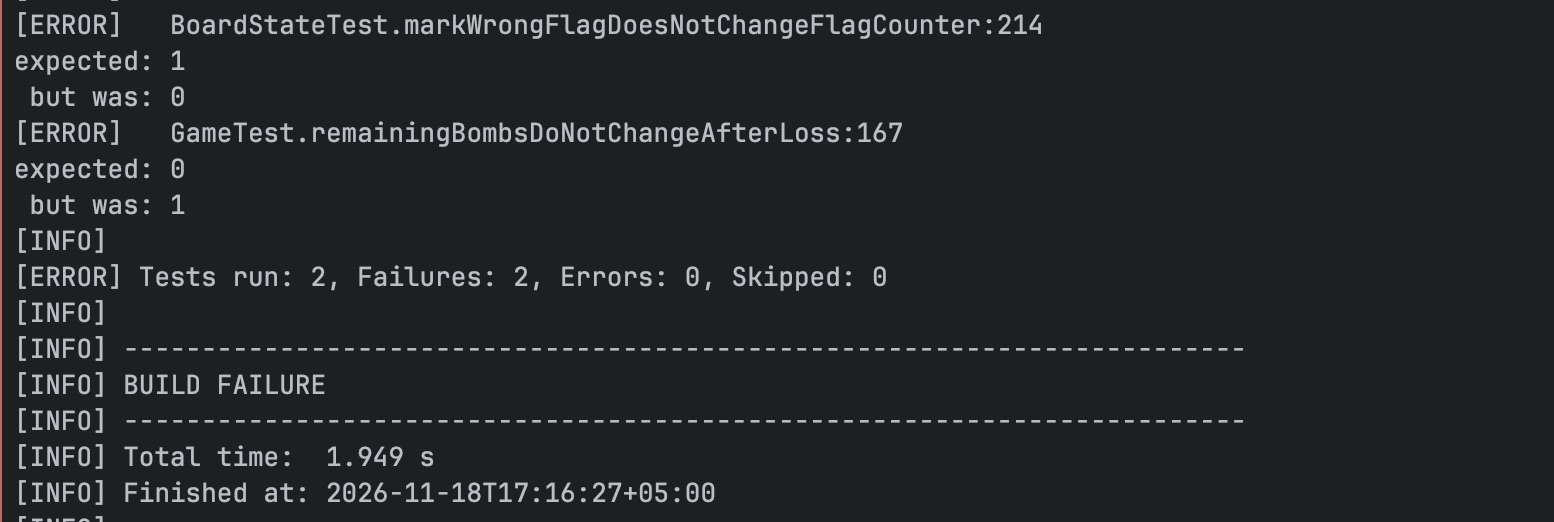 [ERROR]   BoardStateTest.markWrongFlagDoesNotChangeFlagCounter:214
expected: 1
 but was: 0
[ERROR]   GameTest.remainingBombsDoNotChangeAfterLoss:167
expected: 0
 but was: 1
[INFO]
[ERROR] Tests run: 2, Failures: 2, Errors: 0, Skipped: 0
[INFO]
[INFO] ------------------------------------------------------------------------
[INFO] BUILD FAILURE
[INFO] ------------------------------------------------------------------------
[INFO] Total time:  1.949 s
[INFO] Finished at: 2026-11-18T17:16:27+05:00